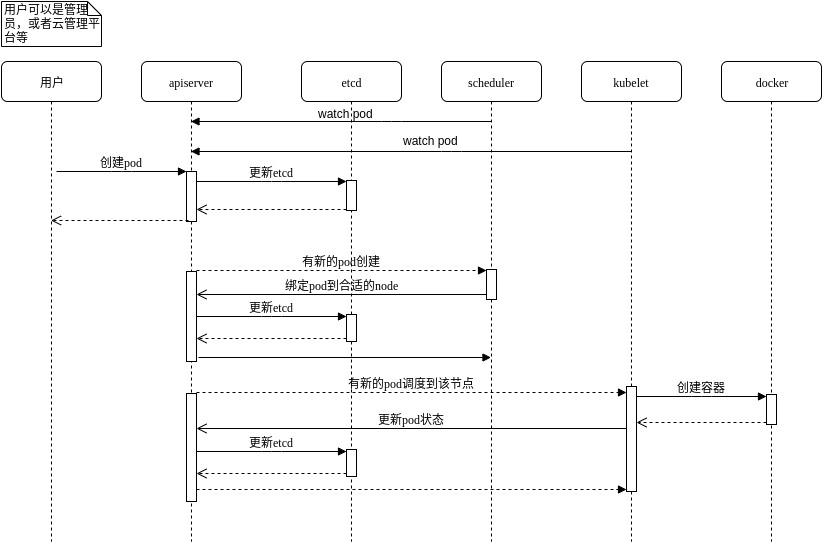 用户可以是管理
员，或者云管理平
台等
用户
apiserver
etcd
scheduler
kubelet
docker
watch pod
watch pod
创建pod
更新etcd
有新的pod创建
绑定pod到合适的node
更新etcd
有新的pod调度到该节点
创建容器
更新pod状态
更新etcd